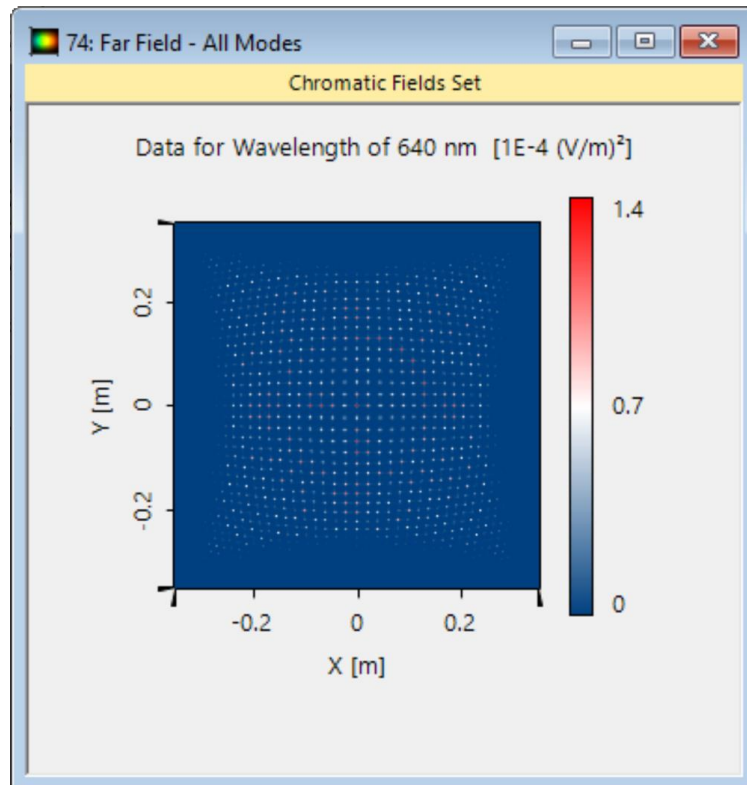 74: Far Field - All Modes
Chromatic Fields Set
Data for Wavelength of 640 nm [1E-4 (V/m)²]
1.4
0.7
0
0.2
0
-0.2
Y [m]
-0.2
0
0.2
X [m]